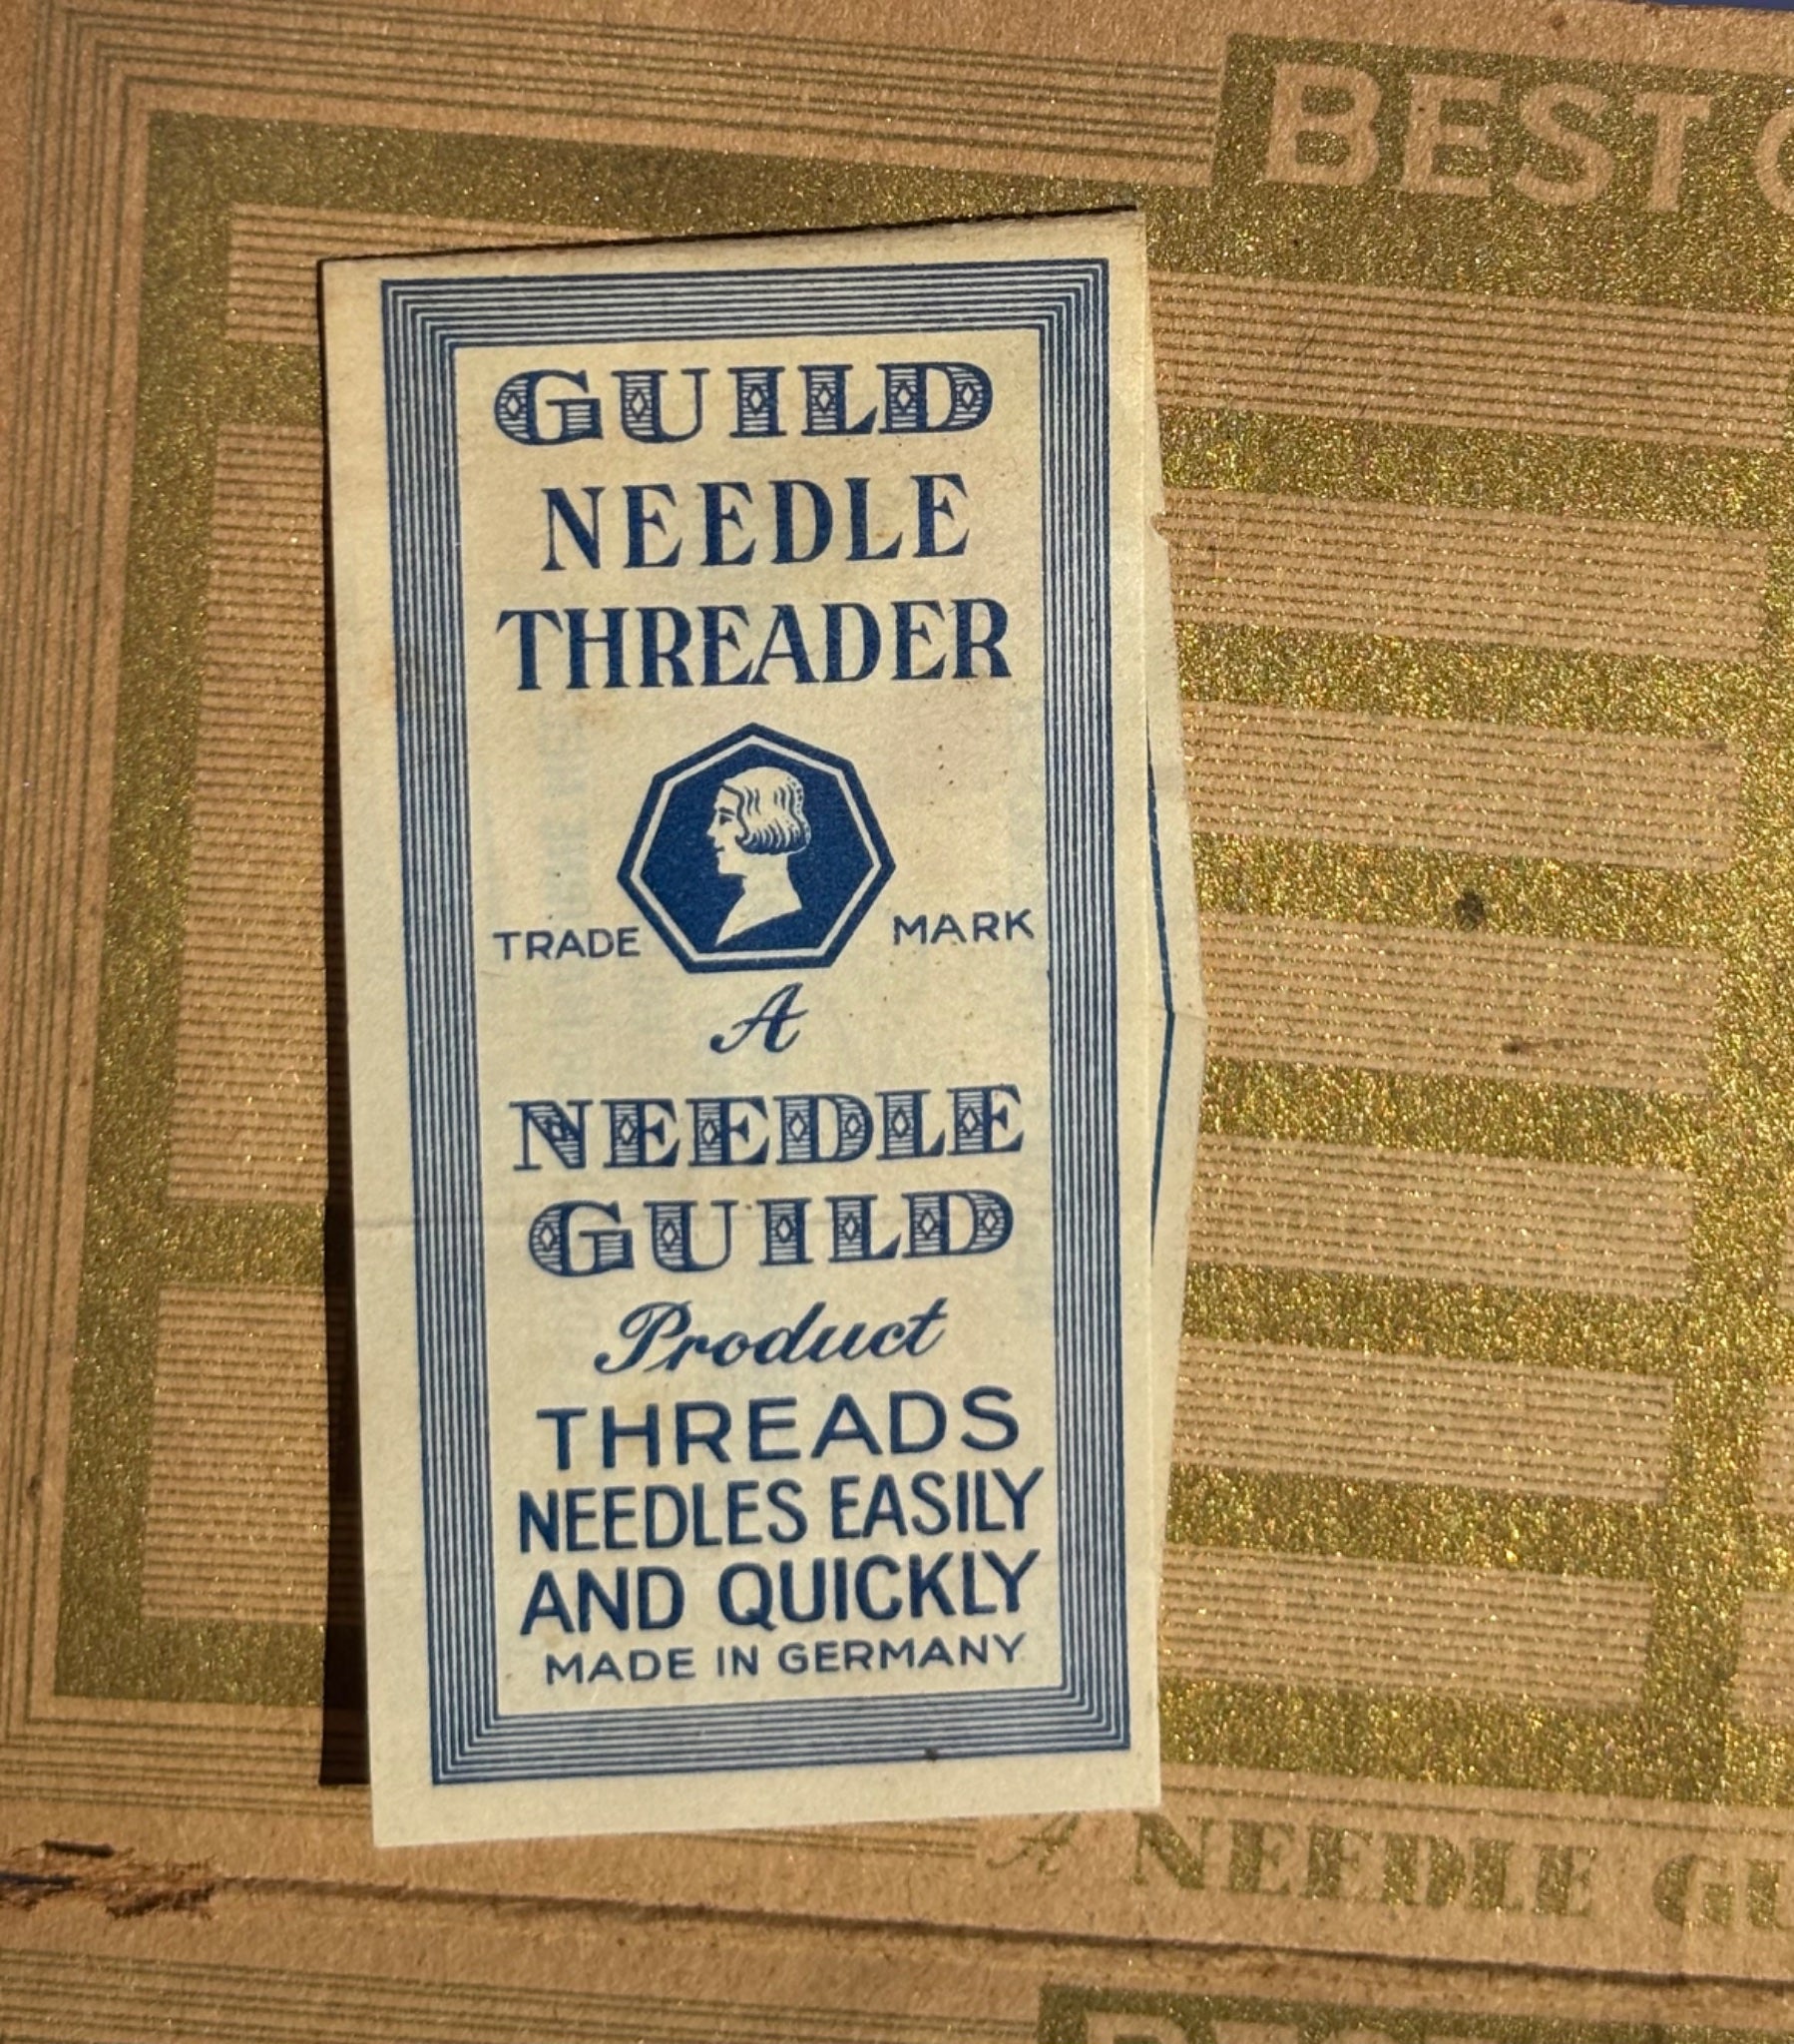 BEST
GUILD
NEEDLE
THREADER
TRADE MARK
A
NEEDLE
GUILD
Product
THREADS
NEEDLES EASILY
AND QUICKLY
MADE IN GERMANY
A NEEDLE